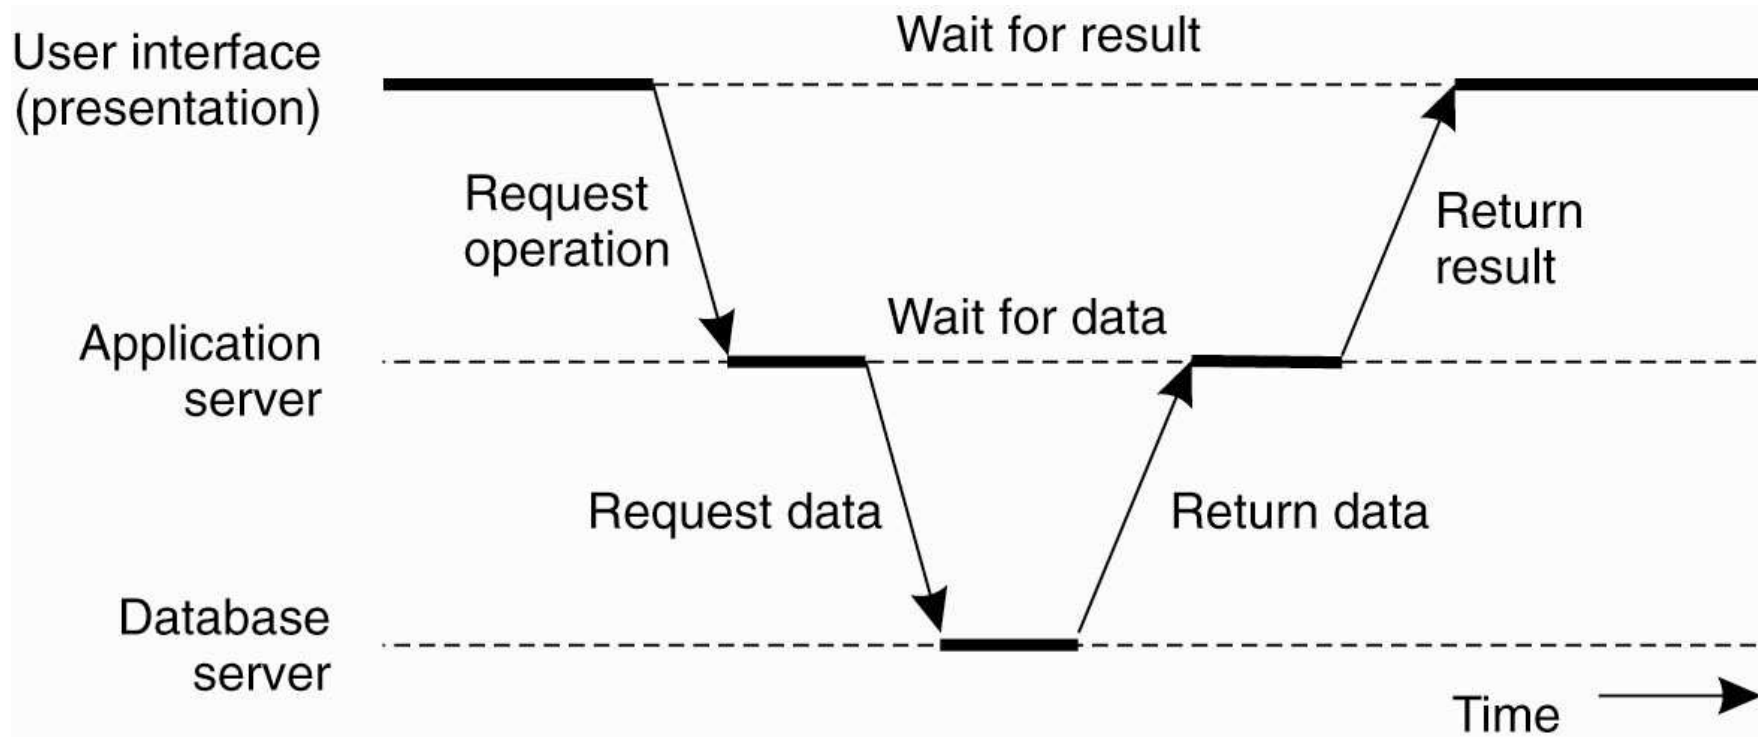 Wait for result
User interface
(presentation)
Request
operation
Return
result
Wait for data
Application
server
Request data
Return data
Database
server
Time